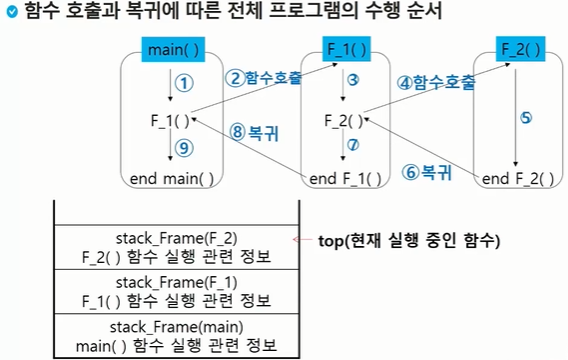 함수 호출과 복귀에 따른 전체 프로그램의 수행 순서
main( )
F_1( )
F_2( )
①
②함수호출
③
④함수호출
F_1( )
F_2( )
⑤
⑨
⑧복귀
⑦
⑥복귀
end main( )
end F_1( )
end F_2( )
stack_Frame(F_2)
F_2( ) 함수 실행 관련 정보
top(현재 실행 중인 함수)
stack_Frame(F_1)
F_1( ) 함수 실행 관련 정보
stack_Frame(main)
main( ) 함수 실행 관련 정보